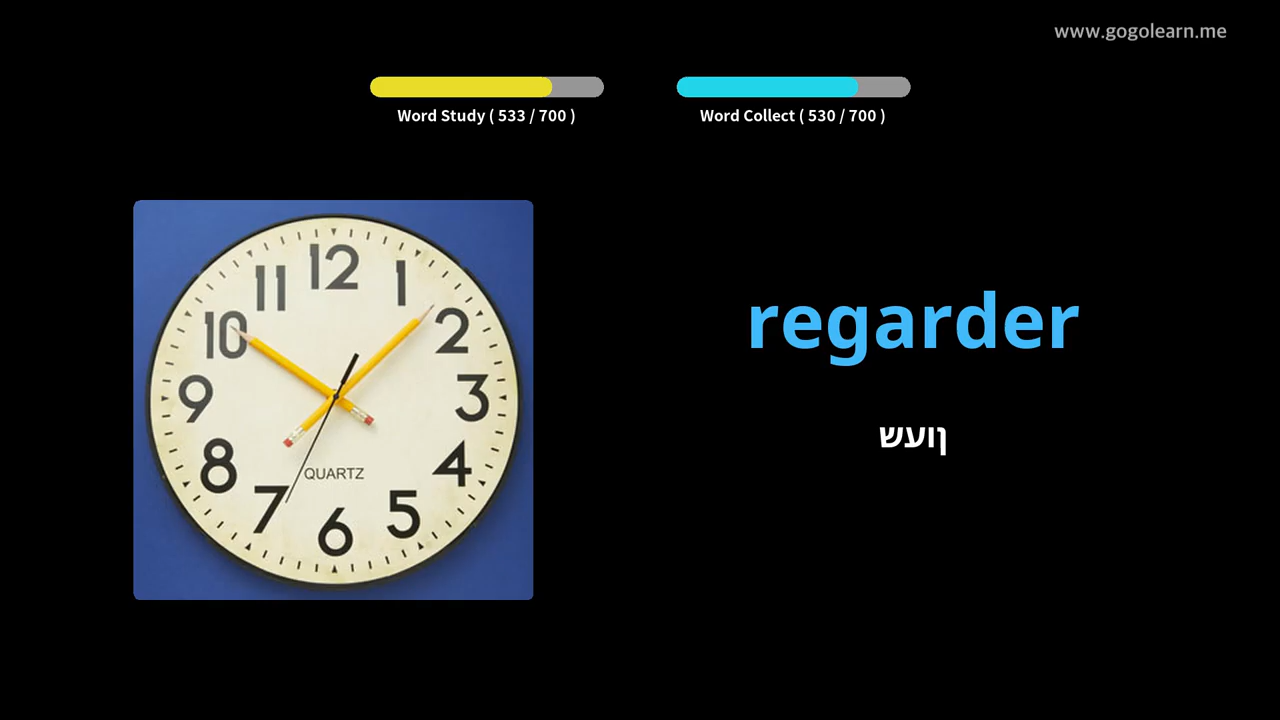 www.gogolearn.me
Word Study ( 533 / 700 )
Word Collect ( 530 / 700 )
12
11
1
10
2
9
3
8
4
QUARTZ
7
5
6
regarder
שעון